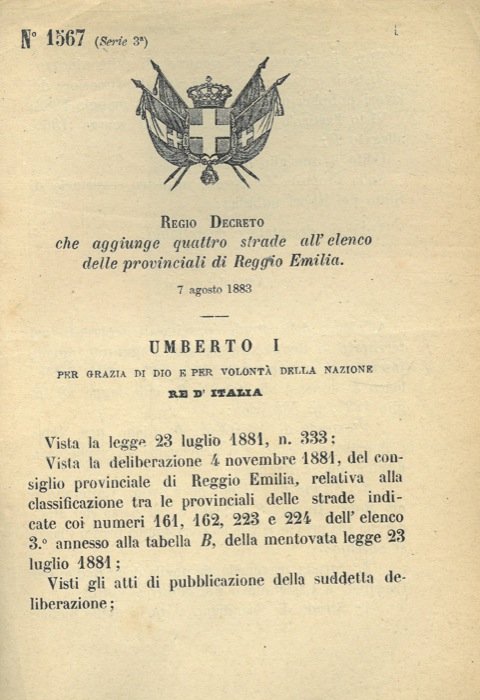 N° 1567 (Serie 3ª)
REGIO DECRETO
che aggiunge quattro strade all'elenco
delle provinciali di Reggio Emilia.
7 agosto 1883
UMBERTO I
PER GRAZIA DI DIO E PER VOLONTÀ DELLA NAZIONE
RE D'ITALIA
Vista la legge 23 luglio 1881, n. 333;
Vista la deliberazione 4 novembre 1881, del con-
siglio provinciale di Reggio Emilia, relativa alla
classificazione tra le provinciali delle strade indi-
cate coi numeri 161, 162, 223 e 224 dell'elenco
3.° annesso alla tabella B, della mentovata legge 23
luglio 1881;
Visti gli atti di pubblicazione della suddetta de-
liberazione;